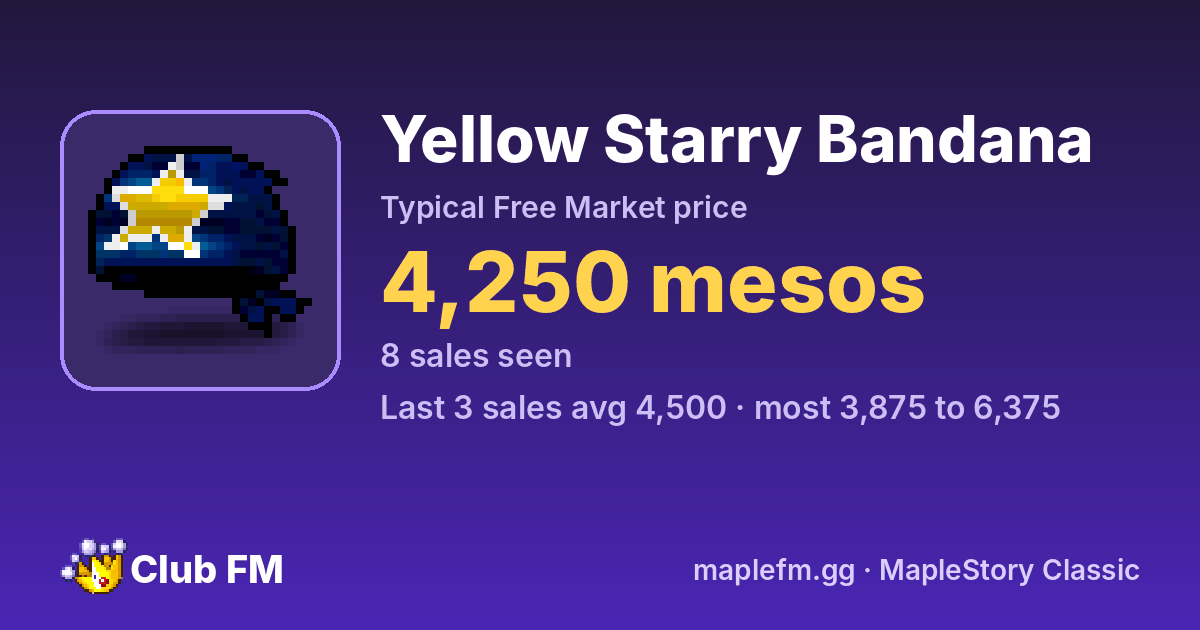 Yellow Starry Bandana
Typical Free Market price
4,250 mesos
8 sales seen
Last 3 sales avg 4,500 · most 3,875 to 6,375
Club FM
maplefm.gg · MapleStory Classic